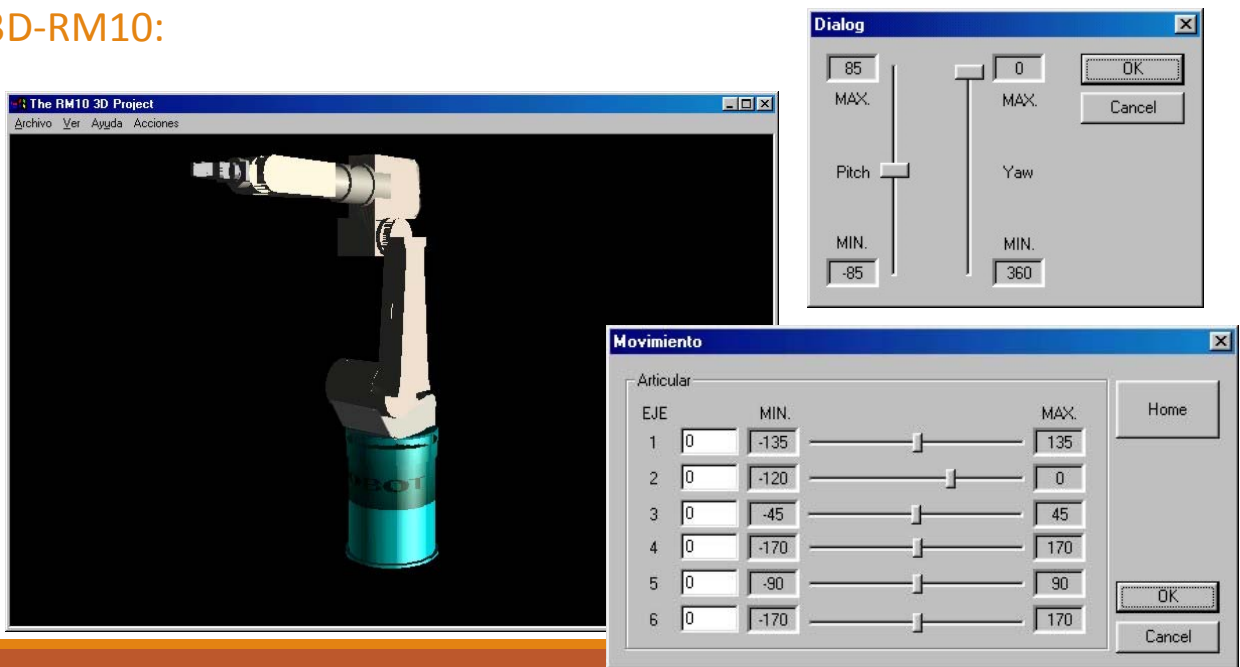 3D-RM10:
The RM10 3D Project
Archivo Ver Ayuda Acciones
OBOT
Dialog
85 0 OK
MAX. MAX. Cancel
Pitch Yaw
MIN. MIN.
-85 360
Movimiento
Articular
EJE MIN. MAX. Home
1 0 -135 135
2 0 -120 0
3 0 -45 45
4 0 -170 170
5 0 -90 90
OK
6 0 -170 170
Cancel